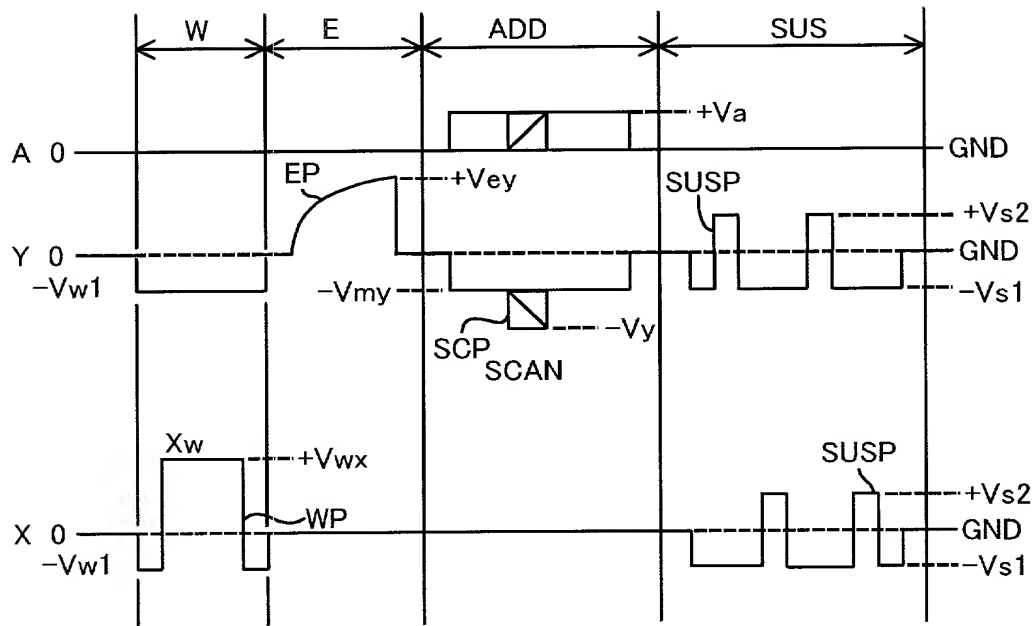 W E ADD SUS
+Va
A 0 GND
EP +Vey SUSP
+Vs2
Y 0 GND
−Vw1 −Vmy −Vs1
SCP −Vy
SCAN
Xw +Vwx SUSP
+Vs2
WP
X 0 GND
−Vw1 −Vs1